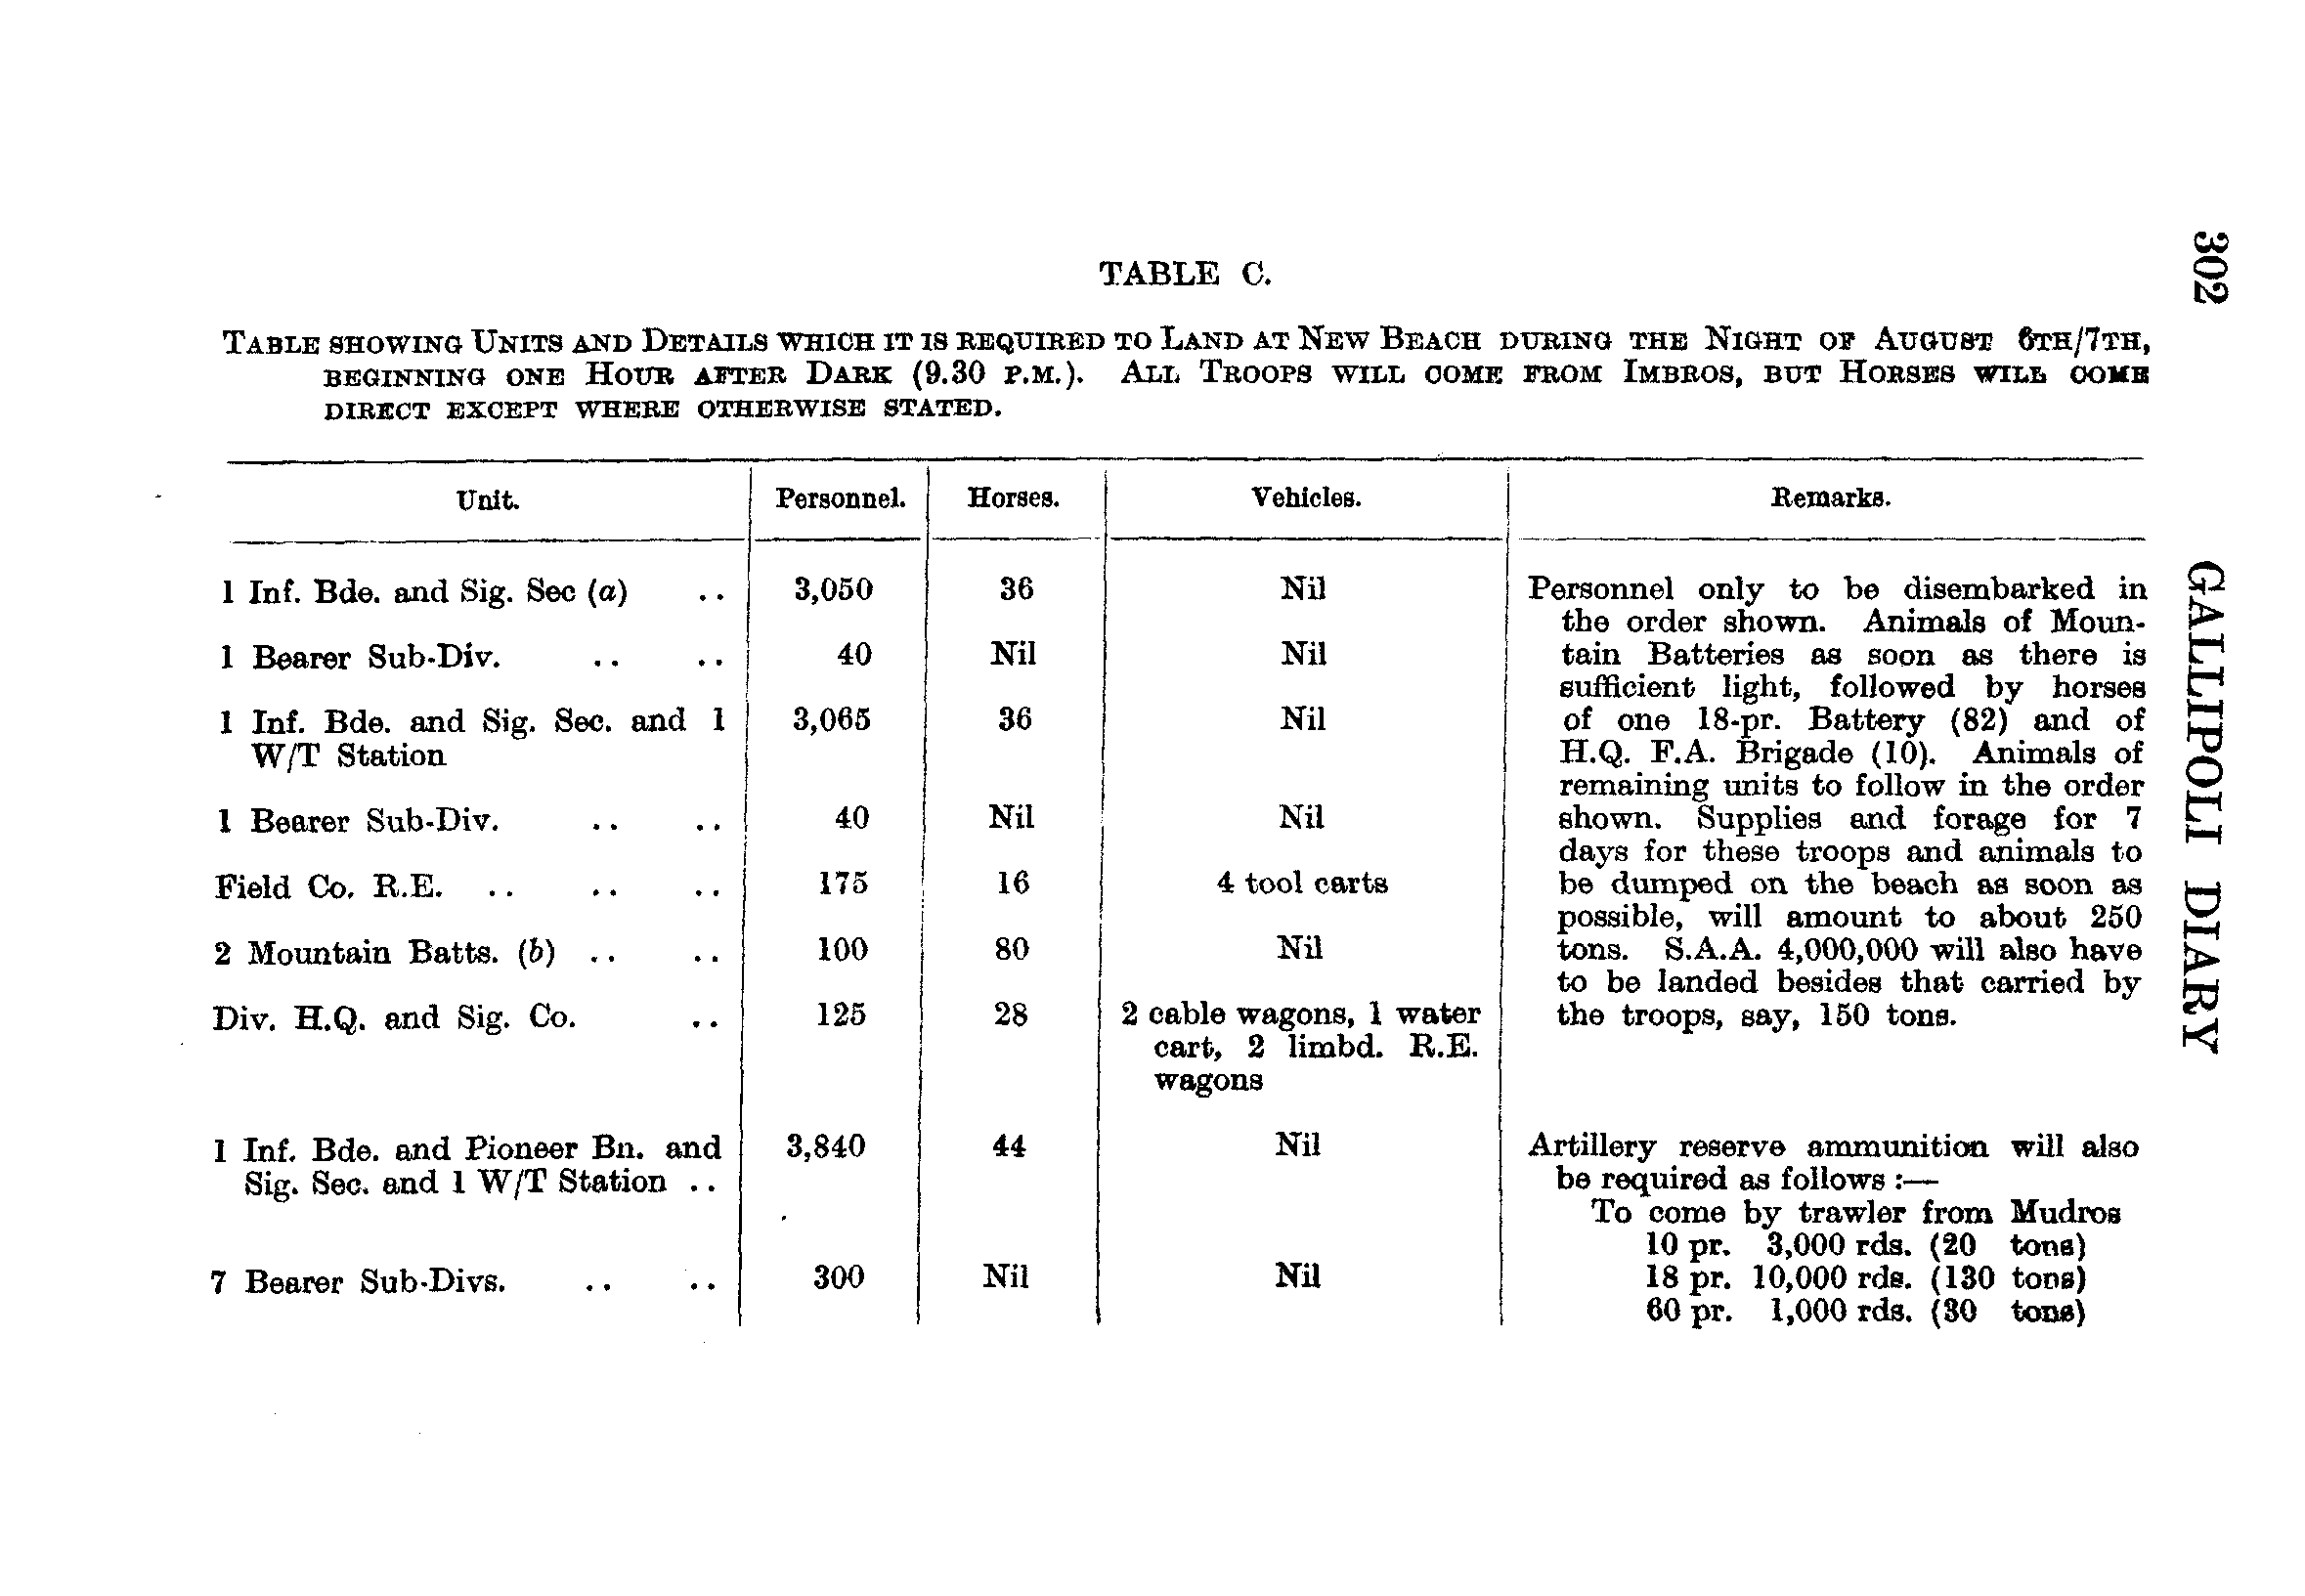 302
GALLIPOLI DIARY
TABLE C.
TABLE SHOWING UNITS AND DETAILS WHICH IT IS REQUIRED TO LAND AT NEW BEACH DURING THE NIGHT OF AUGUST 6TH/7TH,
BEGINNING ONE HOUR AFTER DARK (9.30 P.M.). ALL TROOPS WILL COME FROM IMBROS, BUT HORSES WILL COME
DIRECT EXCEPT WHERE OTHERWISE STATED.
Unit. Personnel. Horses. Vehicles. Remarks.
1 Inf. Bde. and Sig. Sec (a) .. 3,050 36 Nil
1 Bearer Sub-Div. .. .. 40 Nil Nil
1 Inf. Bde. and Sig. Sec. and 1 3,065 36 Nil
W/T Station
1 Bearer Sub-Div. .. .. 40 Nil Nil
Field Co. R.E. .. .. .. 175 16 4 tool carts
2 Mountain Batts. (b) .. .. 100 80 Nil
Div. H.Q. and Sig. Co. .. 125 28 2 cable wagons, 1 water
cart, 2 limbd. R.E.
wagons
1 Inf. Bde. and Pioneer Bn. and 3,840 44 Nil
Sig. Sec. and 1 W/T Station ..
7 Bearer Sub-Divs. .. .. 300 Nil Nil
Personnel only to be disembarked in
the order shown. Animals of Moun-
tain Batteries as soon as there is
sufficient light, followed by horses
of one 18-pr. Battery (82) and of
H.Q. F.A. Brigade (10). Animals of
remaining units to follow in the order
shown. Supplies and forage for 7
days for these troops and animals to
be dumped on the beach as soon as
possible, will amount to about 250
tons. S.A.A. 4,000,000 will also have
to be landed besides that carried by
the troops, say, 150 tons.
Artillery reserve ammunition will also
be required as follows :—
To come by trawler from Mudros
10 pr. 3,000 rds. (20 tons)
18 pr. 10,000 rds. (130 tons)
60 pr. 1,000 rds. (30 tons)